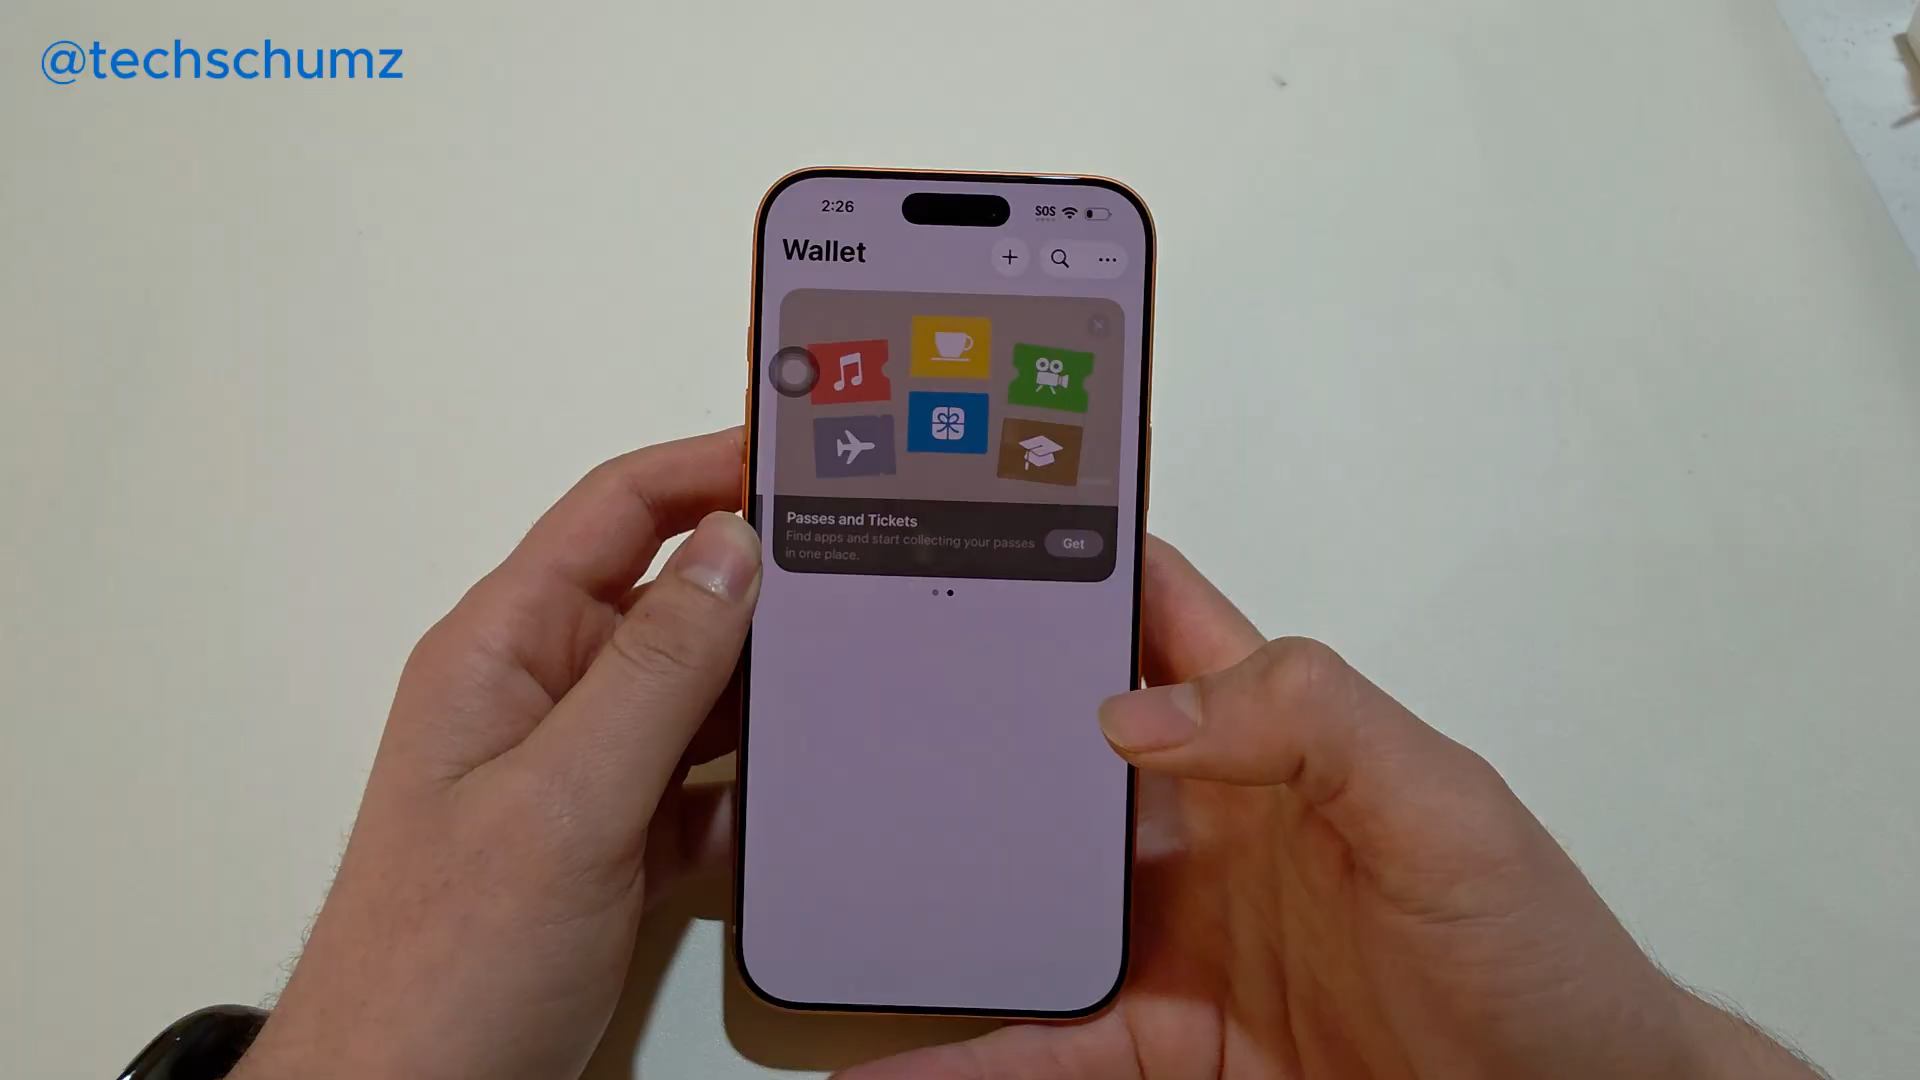 @techschumz
2:26
SOS
Wallet
Passes and Tickets
Find apps and start collecting your passes
in one place.
Get